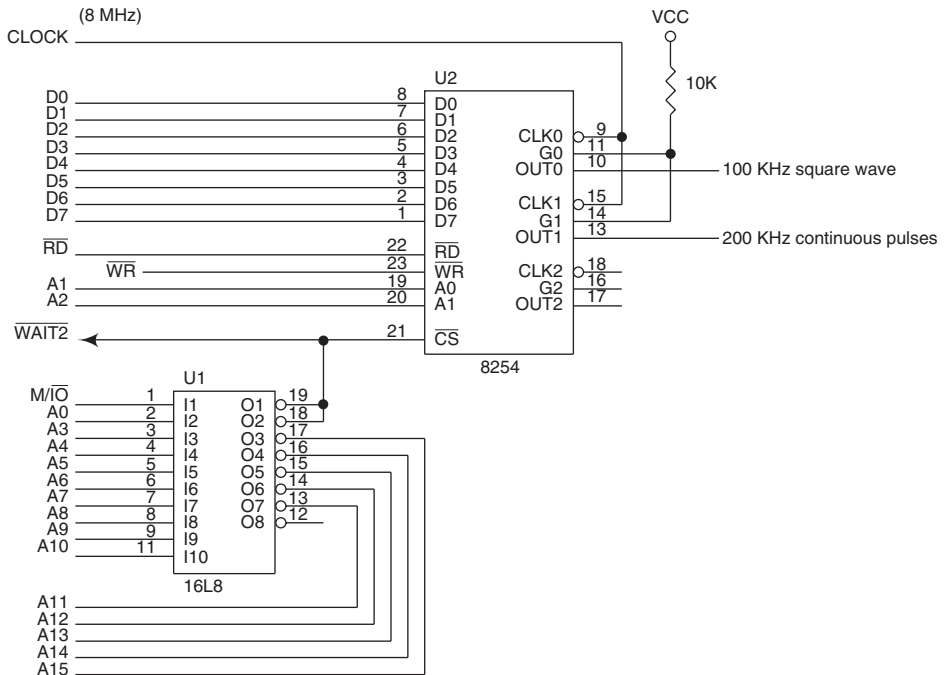 (8 MHz)
CLOCK
VCC
10K
U2
D0 8 D0
D1 7 D1
D2 6 D2
D3 5 D3
D4 4 D4
D5 3 D5
D6 2 D6
D7 1 D7
RD 22 RD
WR 23 WR
A1 19 A0
A2 20 A1
WAIT2 21 CS
CLK0 9
G0 11
OUT0 10 100 KHz square wave
CLK1 15
G1 14
OUT1 13 200 KHz continuous pulses
CLK2 18
G2 16
OUT2 17
8254
U1
M/IO 1 I1 O1 19
A0 2 I2 O2 18
A3 3 I3 O3 17
A4 4 I4 O4 16
A5 5 I5 O5 15
A6 6 I6 O6 14
A7 7 I7 O7 13
A8 8 I8 O8 12
A9 9 I9
A10 11 I10
16L8
A11
A12
A13
A14
A15